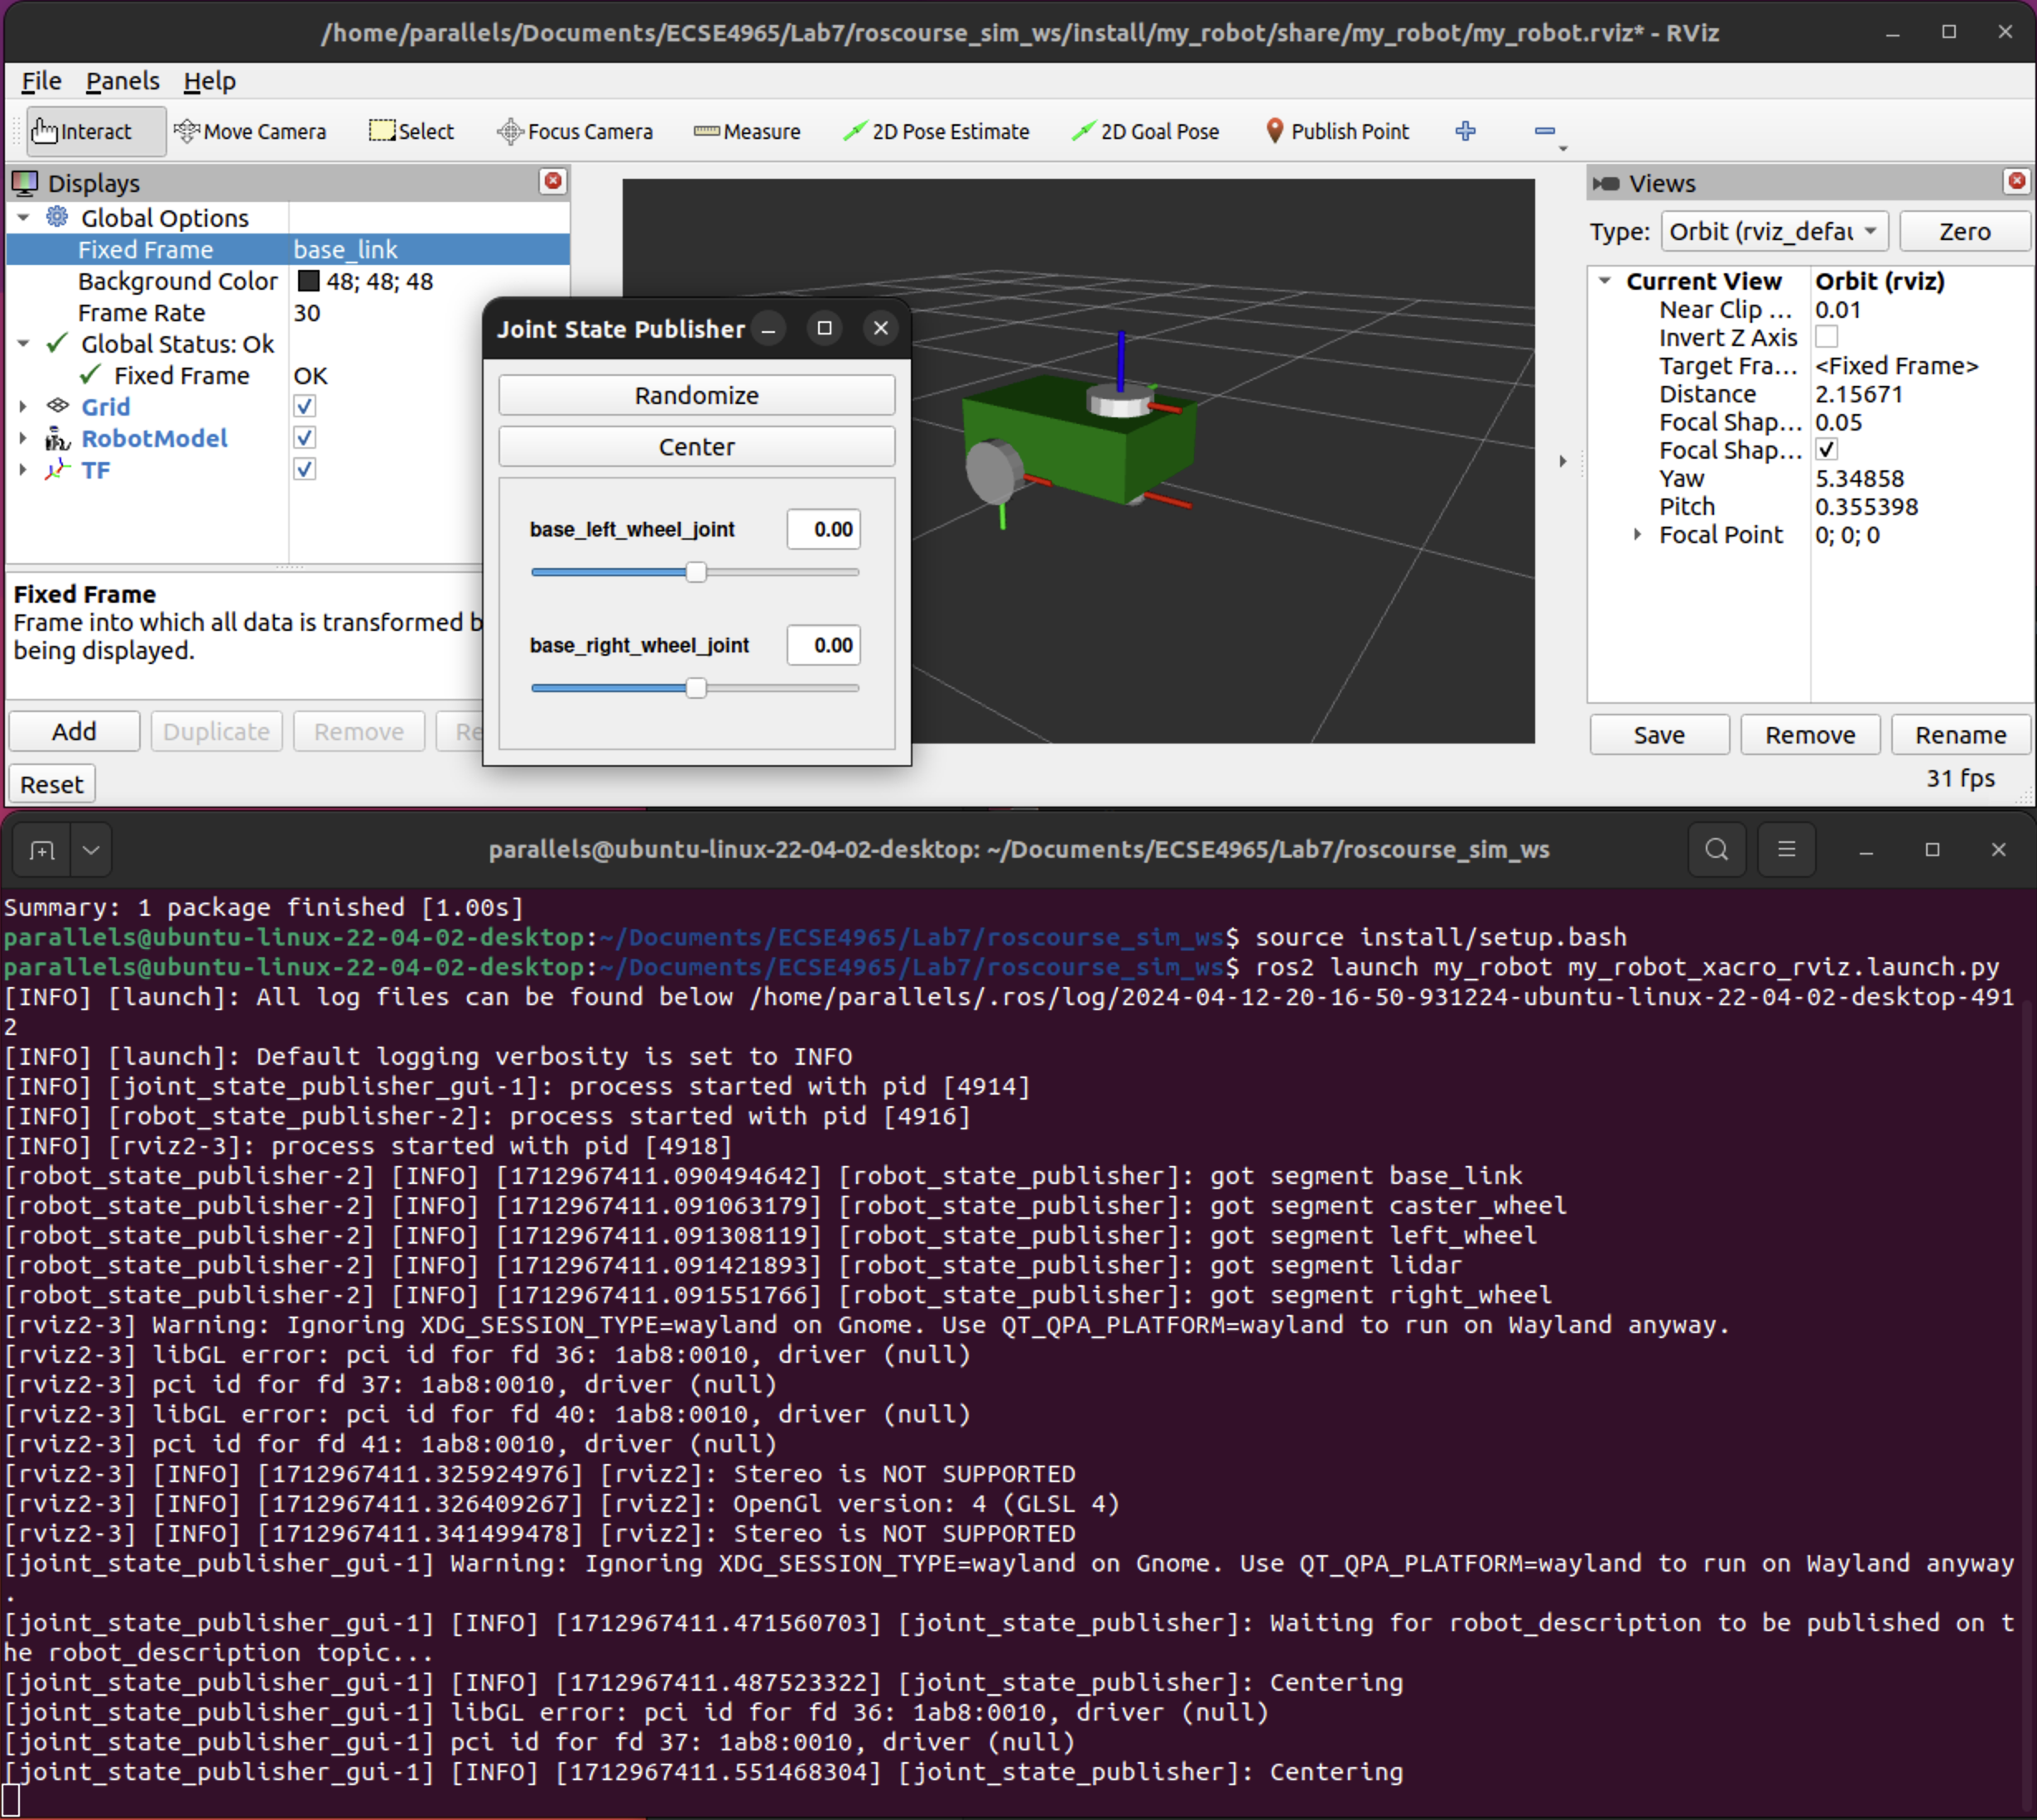 /home/parallels/Documents/ECSE4965/Lab7/roscourse_sim_ws/install/my_robot/share/my_robot/my_robot.rviz* - RViz
File Panels Help
Interact Move Camera Select Focus Camera Measure 2D Pose Estimate 2D Goal Pose Publish Point
Displays
Global Options
Fixed Frame base_link
Background Color 48; 48; 48
Frame Rate 30
Global Status: Ok
Fixed Frame OK
Grid
RobotModel
TF
Fixed Frame
Frame into which all data is transformed b
being displayed.
Add Duplicate Remove Re
Reset
Joint State Publisher
Randomize
Center
base_left_wheel_joint 0.00
base_right_wheel_joint 0.00
Views
Type: Orbit (rviz_defau Zero
Current View Orbit (rviz)
Near Clip ... 0.01
Invert Z Axis
Target Fra... <Fixed Frame>
Distance 2.15671
Focal Shap... 0.05
Focal Shap...
Yaw 5.34858
Pitch 0.355398
Focal Point 0; 0; 0
Save Remove Rename
31 fps
parallels@ubuntu-linux-22-04-02-desktop: ~/Documents/ECSE4965/Lab7/roscourse_sim_ws
Summary: 1 package finished [1.00s]
parallels@ubuntu-linux-22-04-02-desktop:~/Documents/ECSE4965/Lab7/roscourse_sim_ws$ source install/setup.bash
parallels@ubuntu-linux-22-04-02-desktop:~/Documents/ECSE4965/Lab7/roscourse_sim_ws$ ros2 launch my_robot my_robot_xacro_rviz.launch.py
[INFO] [launch]: All log files can be found below /home/parallels/.ros/log/2024-04-12-20-16-50-931224-ubuntu-linux-22-04-02-desktop-491
2
[INFO] [launch]: Default logging verbosity is set to INFO
[INFO] [joint_state_publisher_gui-1]: process started with pid [4914]
[INFO] [robot_state_publisher-2]: process started with pid [4916]
[INFO] [rviz2-3]: process started with pid [4918]
[robot_state_publisher-2] [INFO] [1712967411.090494642] [robot_state_publisher]: got segment base_link
[robot_state_publisher-2] [INFO] [1712967411.091063179] [robot_state_publisher]: got segment caster_wheel
[robot_state_publisher-2] [INFO] [1712967411.091308119] [robot_state_publisher]: got segment left_wheel
[robot_state_publisher-2] [INFO] [1712967411.091421893] [robot_state_publisher]: got segment lidar
[robot_state_publisher-2] [INFO] [1712967411.091551766] [robot_state_publisher]: got segment right_wheel
[rviz2-3] Warning: Ignoring XDG_SESSION_TYPE=wayland on Gnome. Use QT_QPA_PLATFORM=wayland to run on Wayland anyway.
[rviz2-3] libGL error: pci id for fd 36: 1ab8:0010, driver (null)
[rviz2-3] pci id for fd 37: 1ab8:0010, driver (null)
[rviz2-3] libGL error: pci id for fd 40: 1ab8:0010, driver (null)
[rviz2-3] pci id for fd 41: 1ab8:0010, driver (null)
[rviz2-3] [INFO] [1712967411.325924976] [rviz2]: Stereo is NOT SUPPORTED
[rviz2-3] [INFO] [1712967411.326409267] [rviz2]: OpenGl version: 4 (GLSL 4)
[rviz2-3] [INFO] [1712967411.341499478] [rviz2]: Stereo is NOT SUPPORTED
[joint_state_publisher_gui-1] Warning: Ignoring XDG_SESSION_TYPE=wayland on Gnome. Use QT_QPA_PLATFORM=wayland to run on Wayland anyway
.
[joint_state_publisher_gui-1] [INFO] [1712967411.471560703] [joint_state_publisher]: Waiting for robot_description to be published on t
he robot_description topic...
[joint_state_publisher_gui-1] [INFO] [1712967411.487523322] [joint_state_publisher]: Centering
[joint_state_publisher_gui-1] libGL error: pci id for fd 36: 1ab8:0010, driver (null)
[joint_state_publisher_gui-1] pci id for fd 37: 1ab8:0010, driver (null)
[joint_state_publisher_gui-1] [INFO] [1712967411.551468304] [joint_state_publisher]: Centering